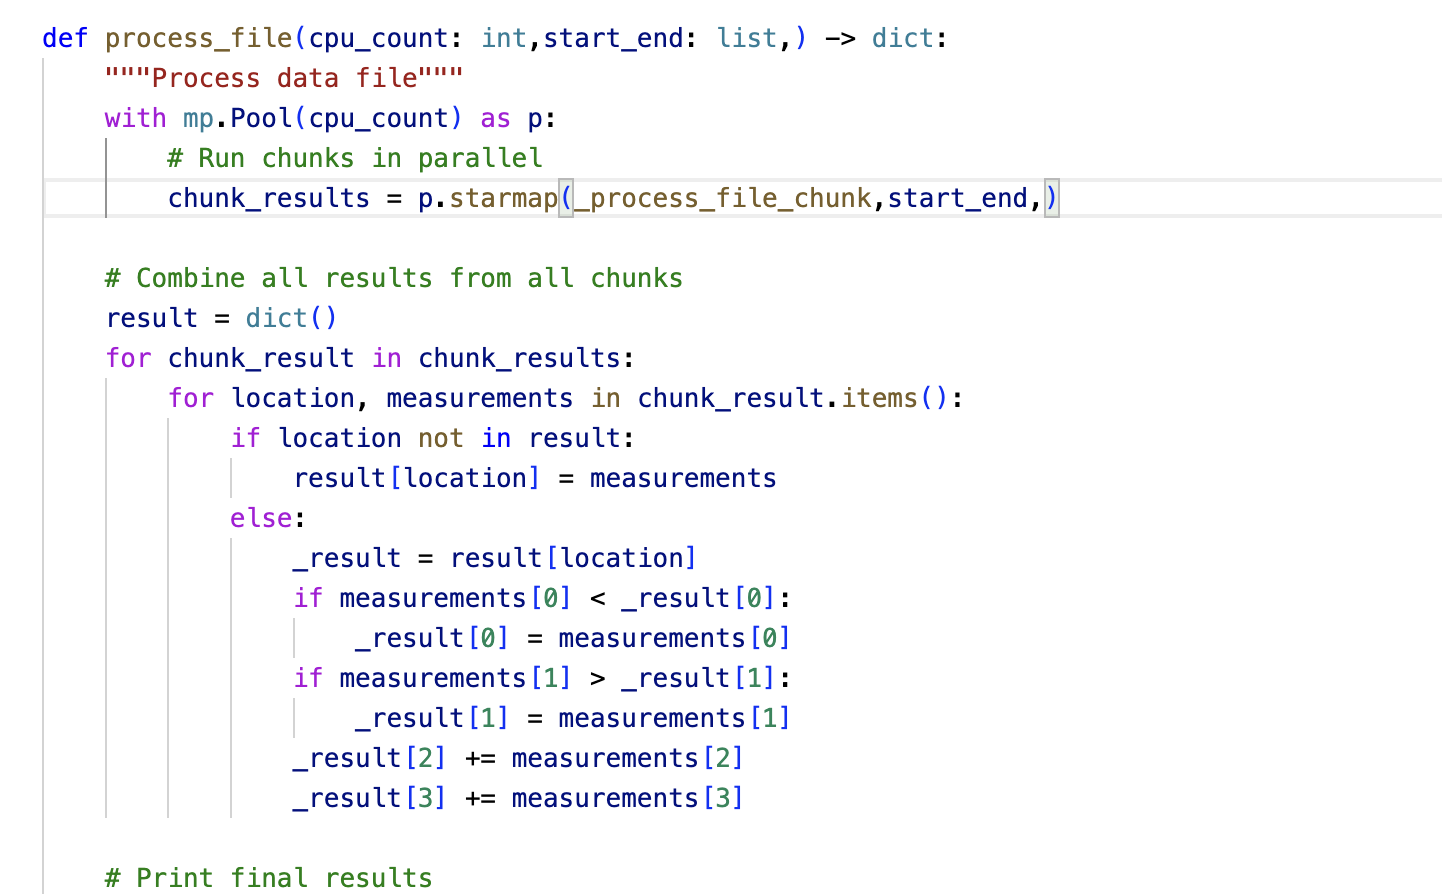 def process_file(cpu_count: int,start_end: list,) -> dict:
    """Process data file"""
    with mp.Pool(cpu_count) as p:
        # Run chunks in parallel
        chunk_results = p.starmap(_process_file_chunk,start_end,)

    # Combine all results from all chunks
    result = dict()
    for chunk_result in chunk_results:
        for location, measurements in chunk_result.items():
            if location not in result:
                result[location] = measurements
            else:
                _result = result[location]
                if measurements[0] < _result[0]:
                    _result[0] = measurements[0]
                if measurements[1] > _result[1]:
                    _result[1] = measurements[1]
                _result[2] += measurements[2]
                _result[3] += measurements[3]

    # Print final results